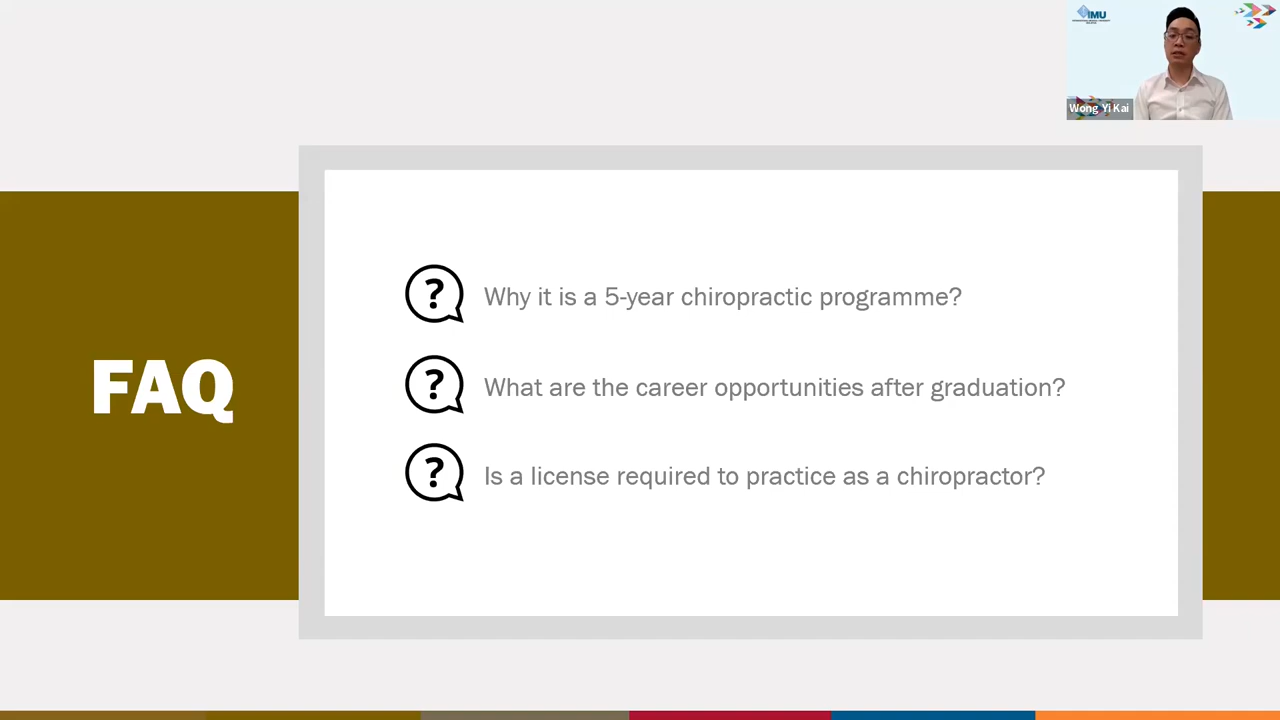 IMU
Wong Yi Kai
FAQ
Why it is a 5-year chiropractic programme?
What are the career opportunities after graduation?
Is a license required to practice as a chiropractor?